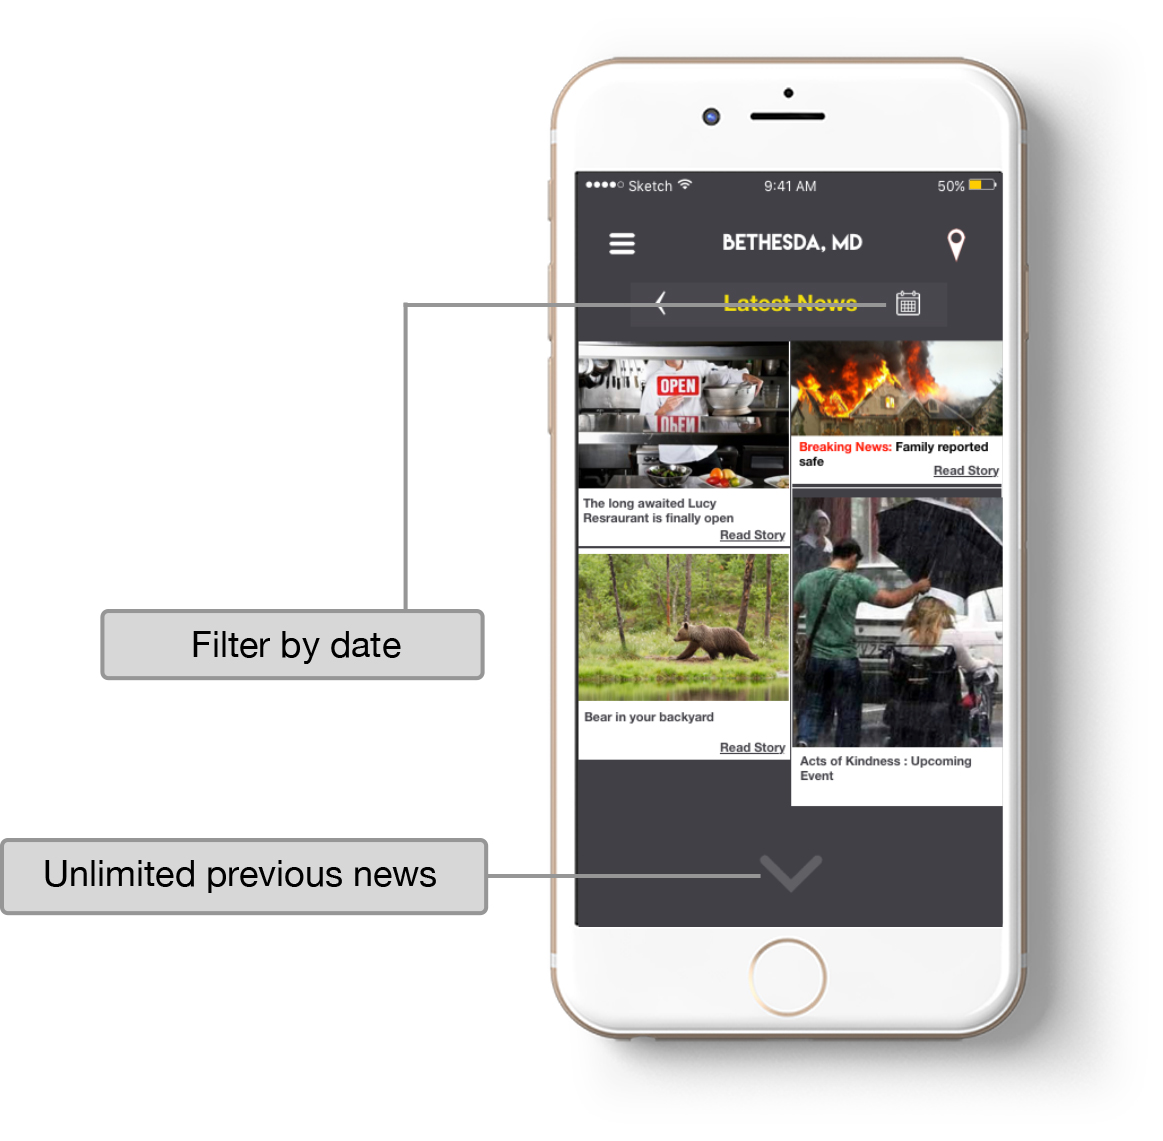 Sketch
9:41 AM
50%
BETHESDA, MD
Latest News
OPEN
OPEN
Breaking News: Family reported
safe
Read Story
The long awaited Lucy
Resraurant is finally open
Read Story
Bear in your backyard
Read Story
Acts of Kindness : Upcoming
Event
Filter by date
Unlimited previous news